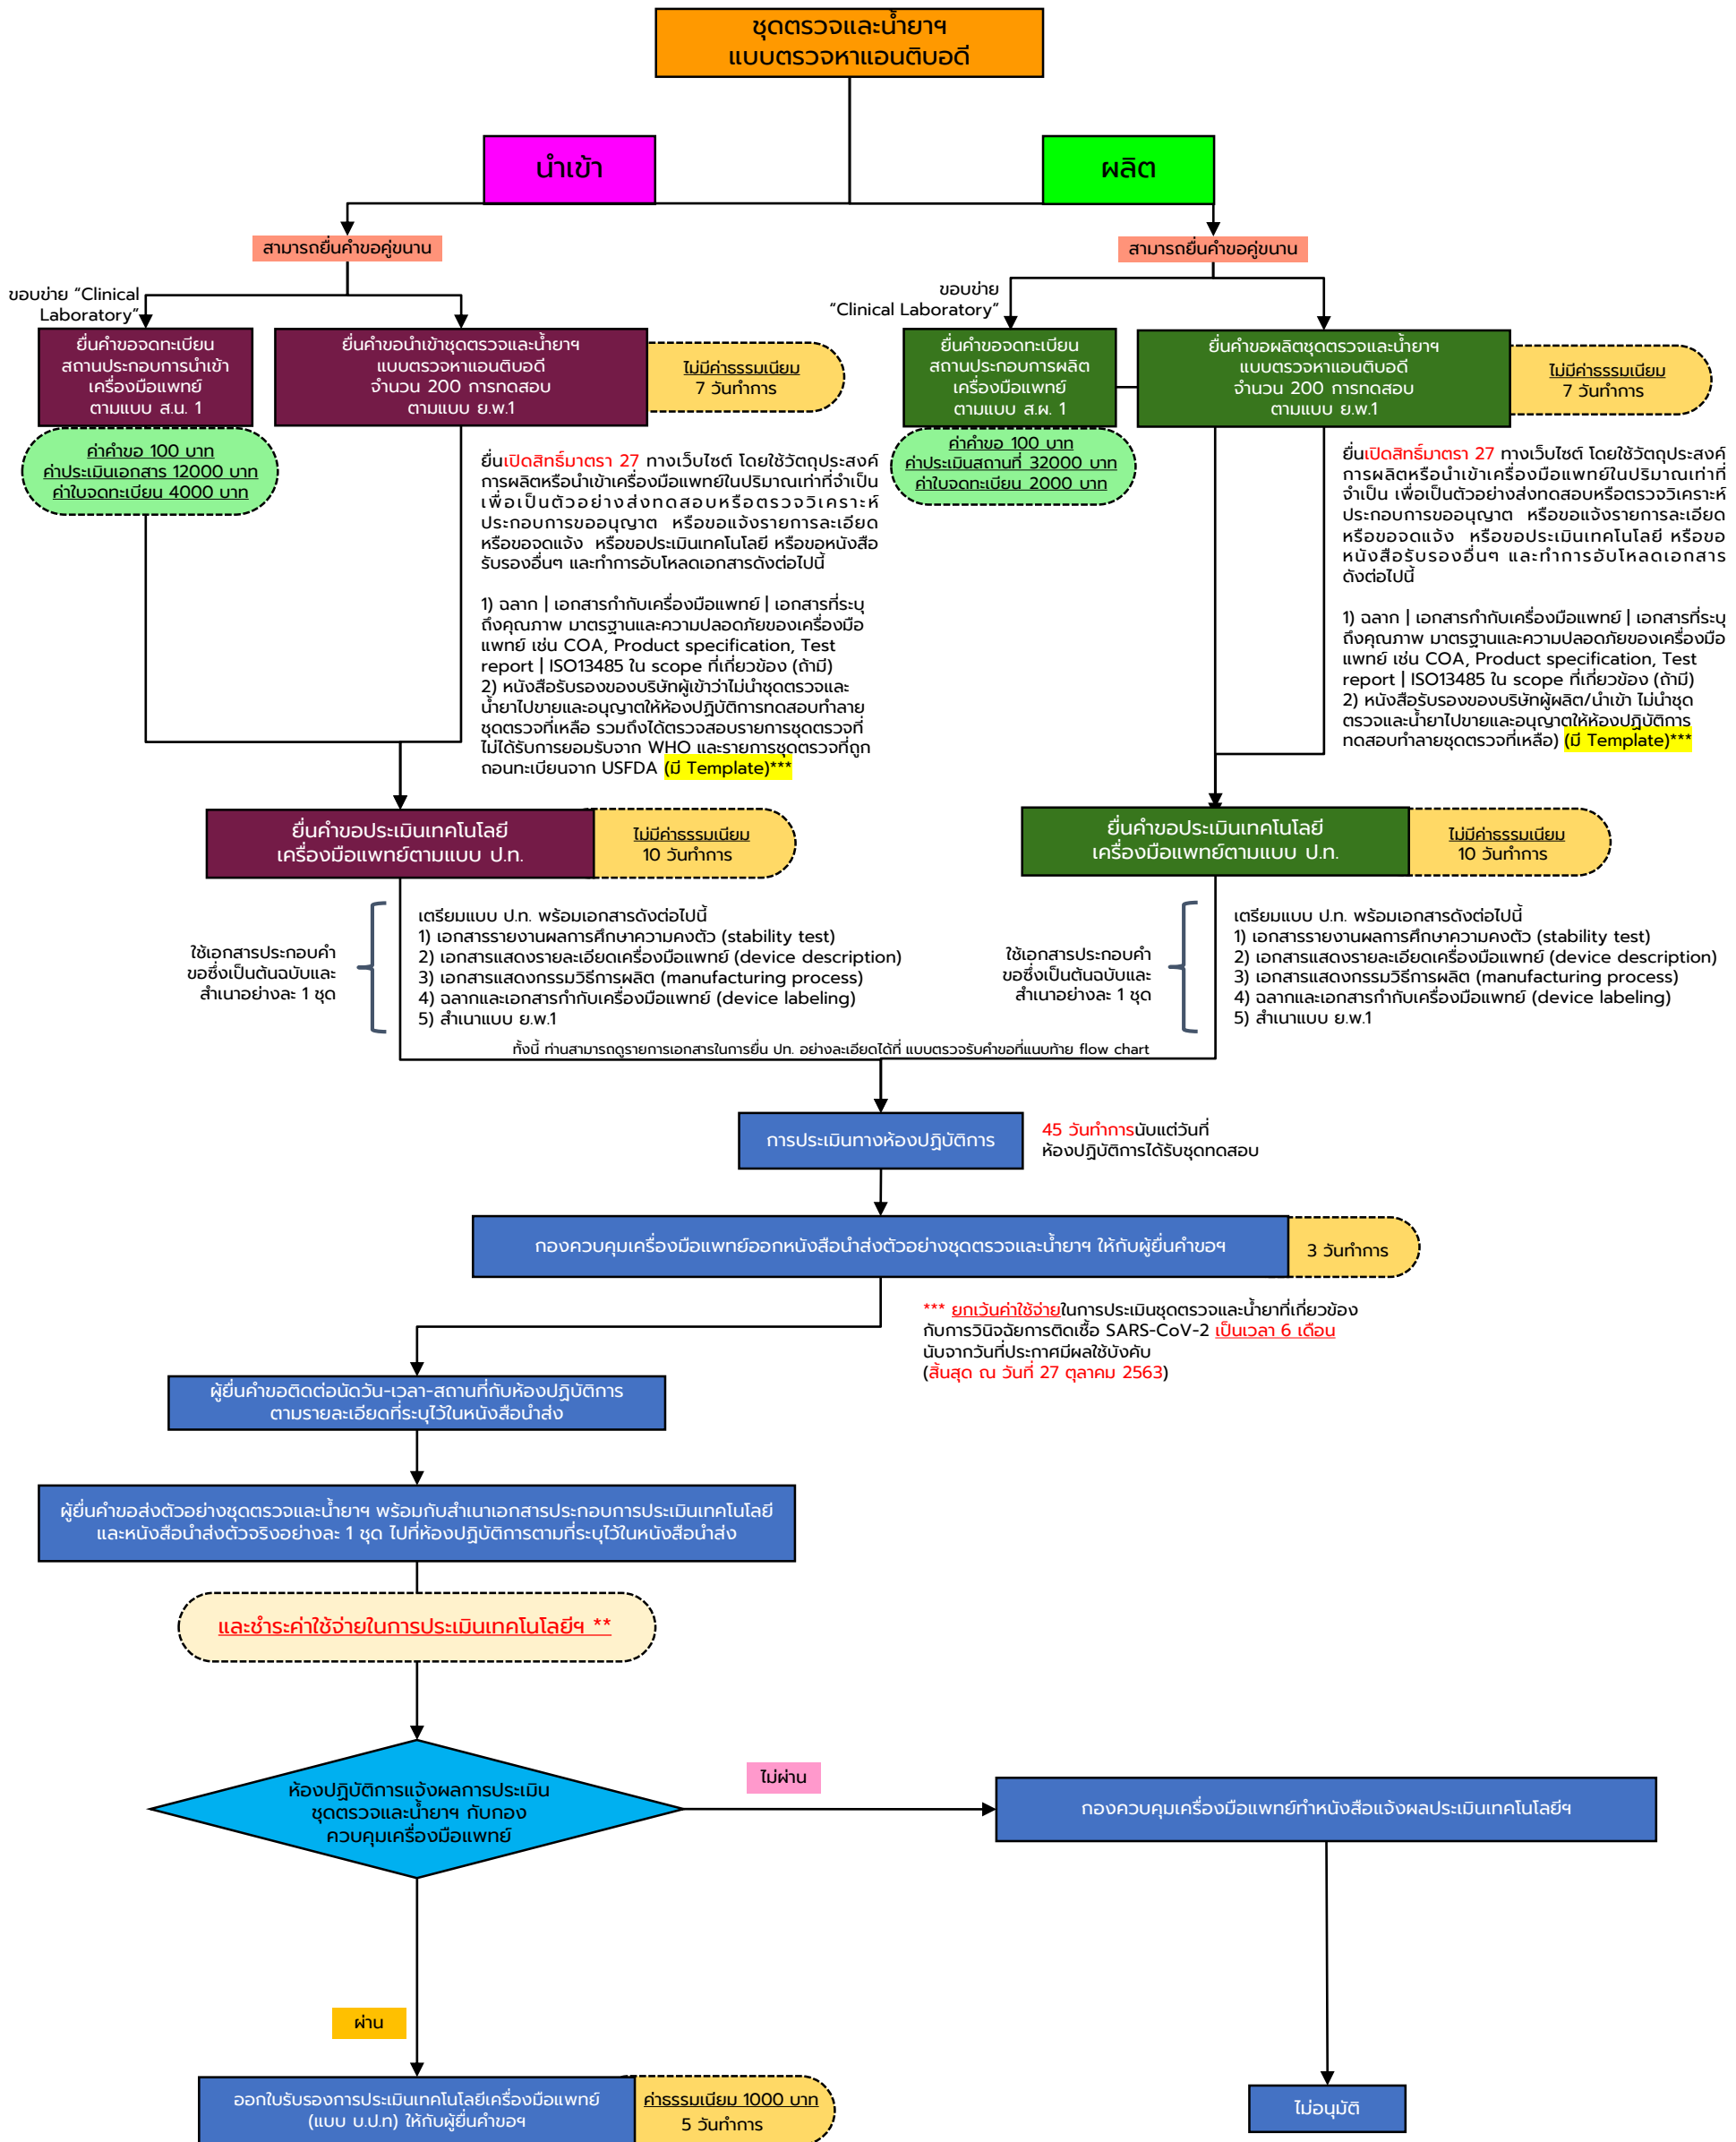 ชุดตรวจและน้ำยาฯ
แบบตรวจหาแอนติบอดี
นำเข้า
ผลิต
สามารถยื่นคำขอคู่ขนาน
สามารถยื่นคำขอคู่ขนาน
ขอบข่าย “Clinical
Laboratory”
ขอบข่าย
“Clinical Laboratory”
ยื่นคำขอจดทะเบียน
สถานประกอบการนำเข้า
เครื่องมือแพทย์
ตามแบบ ส.น. 1
ยื่นคำขอนำเข้าชุดตรวจและน้ำยาฯ
แบบตรวจหาแอนติบอดี
จำนวน 200 การทดสอบ
ตามแบบ ย.พ.1
ไม่มีค่าธรรมเนียม
7 วันทำการ
ยื่นคำขอจดทะเบียน
สถานประกอบการผลิต
เครื่องมือแพทย์
ตามแบบ ส.ผ. 1
ยื่นคำขอผลิตชุดตรวจและน้ำยาฯ
แบบตรวจหาแอนติบอดี
จำนวน 200 การทดสอบ
ตามแบบ ย.พ.1
ไม่มีค่าธรรมเนียม
7 วันทำการ
ค่าคำขอ 100 บาท
ค่าประเมินเอกสาร 12000 บาท
ค่าใบจดทะเบียน 4000 บาท
ยื่นเปิดสิทธิ์มาตรา 27 ทางเว็บไซต์ โดยใช้วัตถุประสงค์
การผลิตหรือนำเข้าเครื่องมือแพทย์ในปริมาณเท่าที่จำเป็น
เพื่อเป็นตัวอย่างส่งทดสอบหรือตรวจวิเคราะห์
ประกอบการขออนุญาต หรือขอแจ้งรายการละเอียด
หรือขอจดแจ้ง หรือขอประเมินเทคโนโลยี หรือขอหนังสือ
รับรองอื่นๆ และทำการอัปโหลดเอกสารดังต่อไปนี้
1) ฉลาก | เอกสารกำกับเครื่องมือแพทย์ | เอกสารที่ระบุ
ถึงคุณภาพ มาตรฐานและความปลอดภัยของเครื่องมือ
แพทย์ เช่น COA, Product specification, Test
report | ISO13485 ใน scope ที่เกี่ยวข้อง (ถ้ามี)
2) หนังสือรับรองของบริษัทผู้เข้าว่าไม่นำชุดตรวจและ
น้ำยาไปขายและอนุญาตให้ห้องปฏิบัติการทดสอบทำลาย
ชุดตรวจที่เหลือ รวมถึงได้ตรวจสอบรายการชุดตรวจที่
ไม่ได้รับการยอมรับจาก WHO และรายการชุดตรวจที่ถูก
ถอนทะเบียนจาก USFDA (มี Template)***
ค่าคำขอ 100 บาท
ค่าประเมินสถานที่ 32000 บาท
ค่าใบจดทะเบียน 2000 บาท
ยื่นเปิดสิทธิ์มาตรา 27 ทางเว็บไซต์ โดยใช้วัตถุประสงค์
การผลิตหรือนำเข้าเครื่องมือแพทย์ในปริมาณเท่าที่
จำเป็น เพื่อเป็นตัวอย่างส่งทดสอบหรือตรวจวิเคราะห์
ประกอบการขออนุญาต หรือขอแจ้งรายการละเอียด
หรือขอจดแจ้ง หรือขอประเมินเทคโนโลยี หรือขอ
หนังสือรับรองอื่นๆ และทำการอับโหลดเอกสาร
ดังต่อไปนี้
1) ฉลาก | เอกสารกำกับเครื่องมือแพทย์ | เอกสารที่ระบุ
ถึงคุณภาพ มาตรฐานและความปลอดภัยของเครื่องมือ
แพทย์ เช่น COA, Product specification, Test
report | ISO13485 ใน scope ที่เกี่ยวข้อง (ถ้ามี)
2) หนังสือรับรองของบริษัทผู้ผลิต/นำเข้า ไม่นำชุด
ตรวจและน้ำยาไปขายและอนุญาตให้ห้องปฏิบัติการ
ทดสอบทำลายชุดตรวจที่เหลือ) (มี Template)***
ยื่นคำขอประเมินเทคโนโลยี
เครื่องมือแพทย์ตามแบบ ป.ท.
ไม่มีค่าธรรมเนียม
10 วันทำการ
ยื่นคำขอประเมินเทคโนโลยี
เครื่องมือแพทย์ตามแบบ ป.ท.
ไม่มีค่าธรรมเนียม
10 วันทำการ
ใช้เอกสารประกอบคำ
ขอซึ่งเป็นต้นฉบับและ
สำเนาอย่างละ 1 ชุด
เตรียมแบบ ป.ท. พร้อมเอกสารดังต่อไปนี้
1) เอกสารรายงานผลการศึกษาความคงตัว (stability test)
2) เอกสารแสดงรายละเอียดเครื่องมือแพทย์ (device description)
3) เอกสารแสดงกรรมวิธีการผลิต (manufacturing process)
4) ฉลากและเอกสารกำกับเครื่องมือแพทย์ (device labeling)
5) สำเนาแบบ ย.พ.1
ใช้เอกสารประกอบคำ
ขอซึ่งเป็นต้นฉบับและ
สำเนาอย่างละ 1 ชุด
เตรียมแบบ ป.ท. พร้อมเอกสารดังต่อไปนี้
1) เอกสารรายงานผลการศึกษาความคงตัว (stability test)
2) เอกสารแสดงรายละเอียดเครื่องมือแพทย์ (device description)
3) เอกสารแสดงกรรมวิธีการผลิต (manufacturing process)
4) ฉลากและเอกสารกำกับเครื่องมือแพทย์ (device labeling)
5) สำเนาแบบ ย.พ.1
ทั้งนี้ ท่านสามารถดูรายการเอกสารในการยื่น ปท. อย่างละเอียดได้ที่ แบบตรวจรับคำขอที่แนบท้าย flow chart
การประเมินทางห้องปฏิบัติการ
45 วันทำการนับแต่วันที่
ห้องปฏิบัติการได้รับชุดทดสอบ
กองควบคุมเครื่องมือแพทย์ออกหนังสือนำส่งตัวอย่างชุดตรวจและน้ำยาฯ ให้กับผู้ยื่นคำขอฯ
3 วันทำการ
*** ยกเว้นค่าใช้จ่ายในการประเมินชุดตรวจและน้ำยาที่เกี่ยวข้อง
กับการวินิจฉัยการติดเชื้อ SARS-CoV-2 เป็นเวลา 6 เดือน
นับจากวันที่ประกาศมีผลใช้บังคับ
(สิ้นสุด ณ วันที่ 27 ตุลาคม 2563)
ผู้ยื่นคำขอติดต่อนัดวัน-เวลา-สถานที่กับห้องปฏิบัติการ
ตามรายละเอียดที่ระบุไว้ในหนังสือนำส่ง
ผู้ยื่นคำขอส่งตัวอย่างชุดตรวจและน้ำยาฯ พร้อมกับสำเนาเอกสารประกอบการประเมินเทคโนโลยี
และหนังสือนำส่งตัวจริงอย่างละ 1 ชุด ไปที่ห้องปฏิบัติการตามที่ระบุไว้ในหนังสือนำส่ง
และชำระค่าใช้จ่ายในการประเมินเทคโนโลยีฯ **
ห้องปฏิบัติการแจ้งผลการประเมิน
ชุดตรวจและน้ำยาฯ กับกอง
ควบคุมเครื่องมือแพทย์
ไม่ผ่าน
กองควบคุมเครื่องมือแพทย์ทำหนังสือแจ้งผลประเมินเทคโนโลยีฯ
ผ่าน
ออกใบรับรองการประเมินเทคโนโลยีเครื่องมือแพทย์
(แบบ บ.ป.ท) ให้กับผู้ยื่นคำขอฯ
ค่าธรรมเนียม 1000 บาท
5 วันทำการ
ไม่อนุมัติ